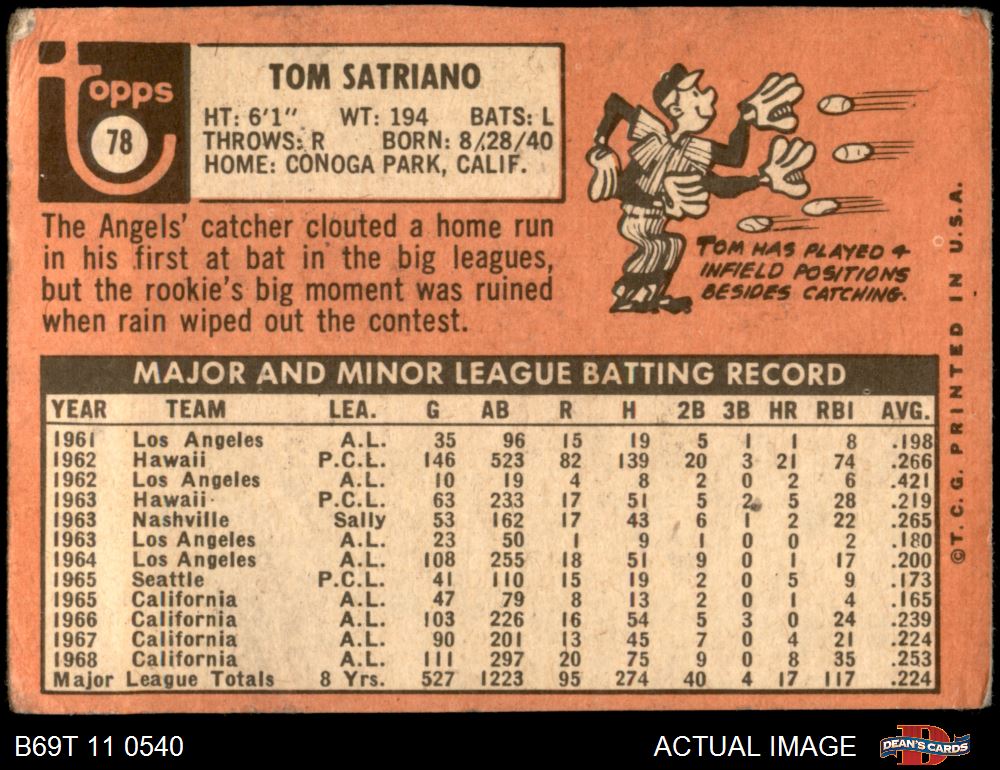 Topps
78
TOM SATRIANO
HT: 6'1" WT: 194 BATS: L
THROWS: R BORN: 8/28/40
HOME: CONOGA PARK, CALIF.
The Angels' catcher clouted a home run
in his first at bat in the big leagues,
but the rookie's big moment was ruined
when rain wiped out the contest.
TOM HAS PLAYED 4
INFIELD POSITIONS
BESIDES CATCHING.
©T. C. G. PRINTED IN U.S.A.
MAJOR AND MINOR LEAGUE BATTING RECORD
YEAR TEAM LEA. G AB R H 2B 3B HR RBI AVG.
1961 Los Angeles A.L. 35 96 15 19 5 1 1 8 .198
1962 Hawaii P.C.L. 146 523 82 139 20 3 21 74 .266
1962 Los Angeles A.L. 10 19 4 8 2 0 2 6 .421
1963 Hawaii P.C.L. 63 233 17 51 5 2 5 28 .219
1963 Nashville Sally 53 162 17 43 6 1 2 22 .265
1963 Los Angeles A.L. 23 50 1 9 1 0 0 2 .180
1964 Los Angeles A.L. 108 255 18 51 9 0 1 17 .200
1965 Seattle P.C.L. 41 110 15 19 2 0 5 9 .173
1965 California A.L. 47 79 8 13 2 0 1 4 .165
1966 California A.L. 103 226 16 54 5 3 0 24 .239
1967 California A.L. 90 201 13 45 7 0 4 21 .224
1968 California A.L. 111 297 20 75 9 0 8 35 .253
Major League Totals 8 Yrs. 527 1223 95 274 40 4 17 117 .224
B69T 11 0540
ACTUAL IMAGE
D
DEAN'S CARDS